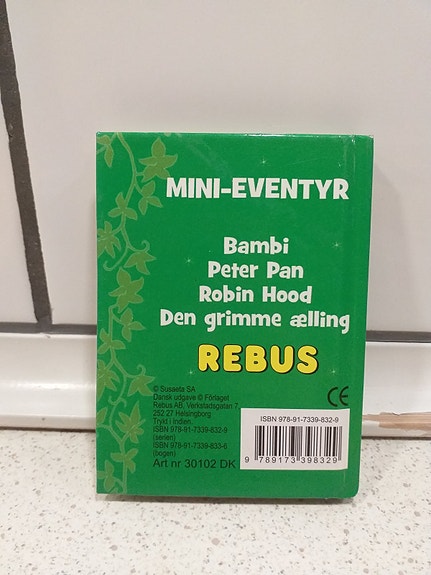 MINI-EVENTYR
Bambi
Peter Pan
Robin Hood
Den grimme ælling
REBUS
© Susaeta SA
Dansk udgave © Förlaget
Rebus AB, Verkstadsgatan 7
252 27 Helsingborg
Trykt i Indien.
ISBN 978-91-7339-832-9
(serien)
ISBN 978-91-7339-833-6
(bogen)
Art nr 30102 DK
CE
ISBN 978-91-7339-832-9
9 789173 398329